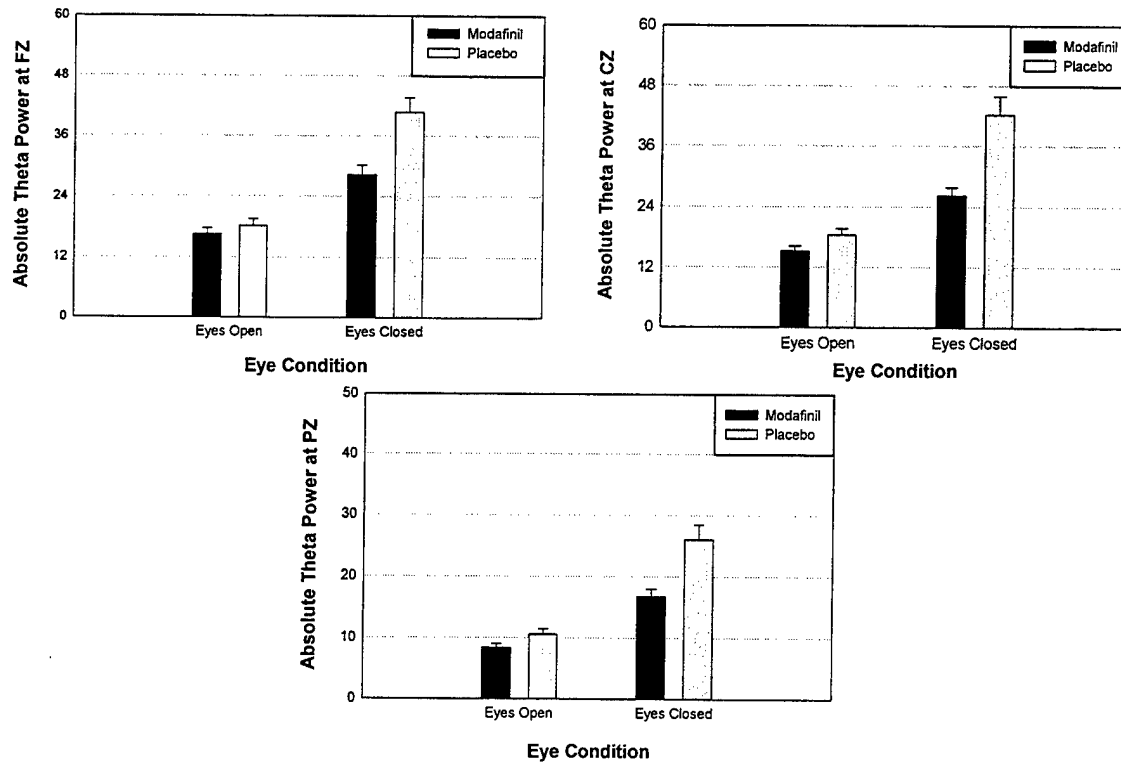 Absolute Theta Power at FZ
60
48
36
24
12
0
Modafinil
Placebo
Eyes Open
Eyes Closed
Eye Condition
Absolute Theta Power at CZ
60
48
36
24
12
0
Modafinil
Placebo
Eyes Open
Eyes Closed
Eye Condition
Absolute Theta Power at PZ
50
40
30
20
10
0
Modafinil
Placebo
Eyes Open
Eyes Closed
Eye Condition